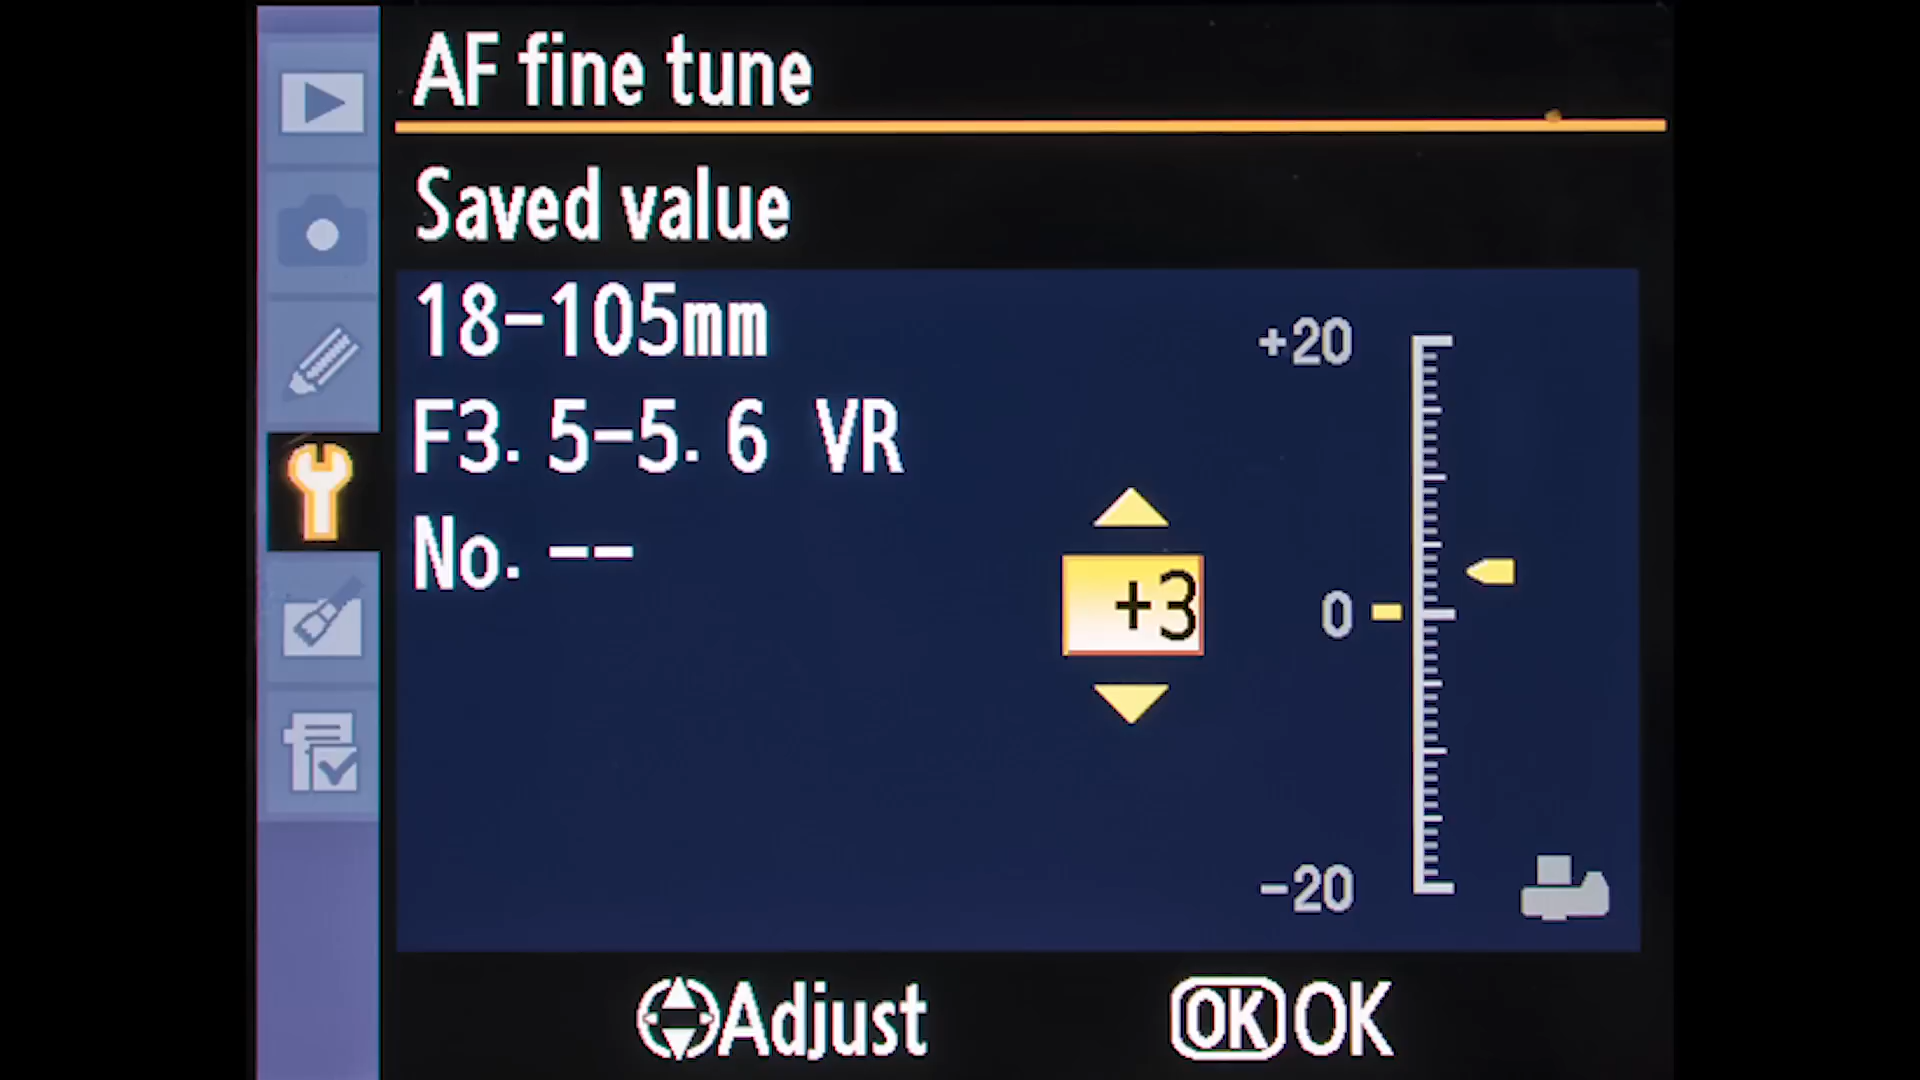 AF fine tune
Saved value
18-105mm
F3.5-5.6 VR
No. --
+3
+20
0
-20
Adjust
OK OK